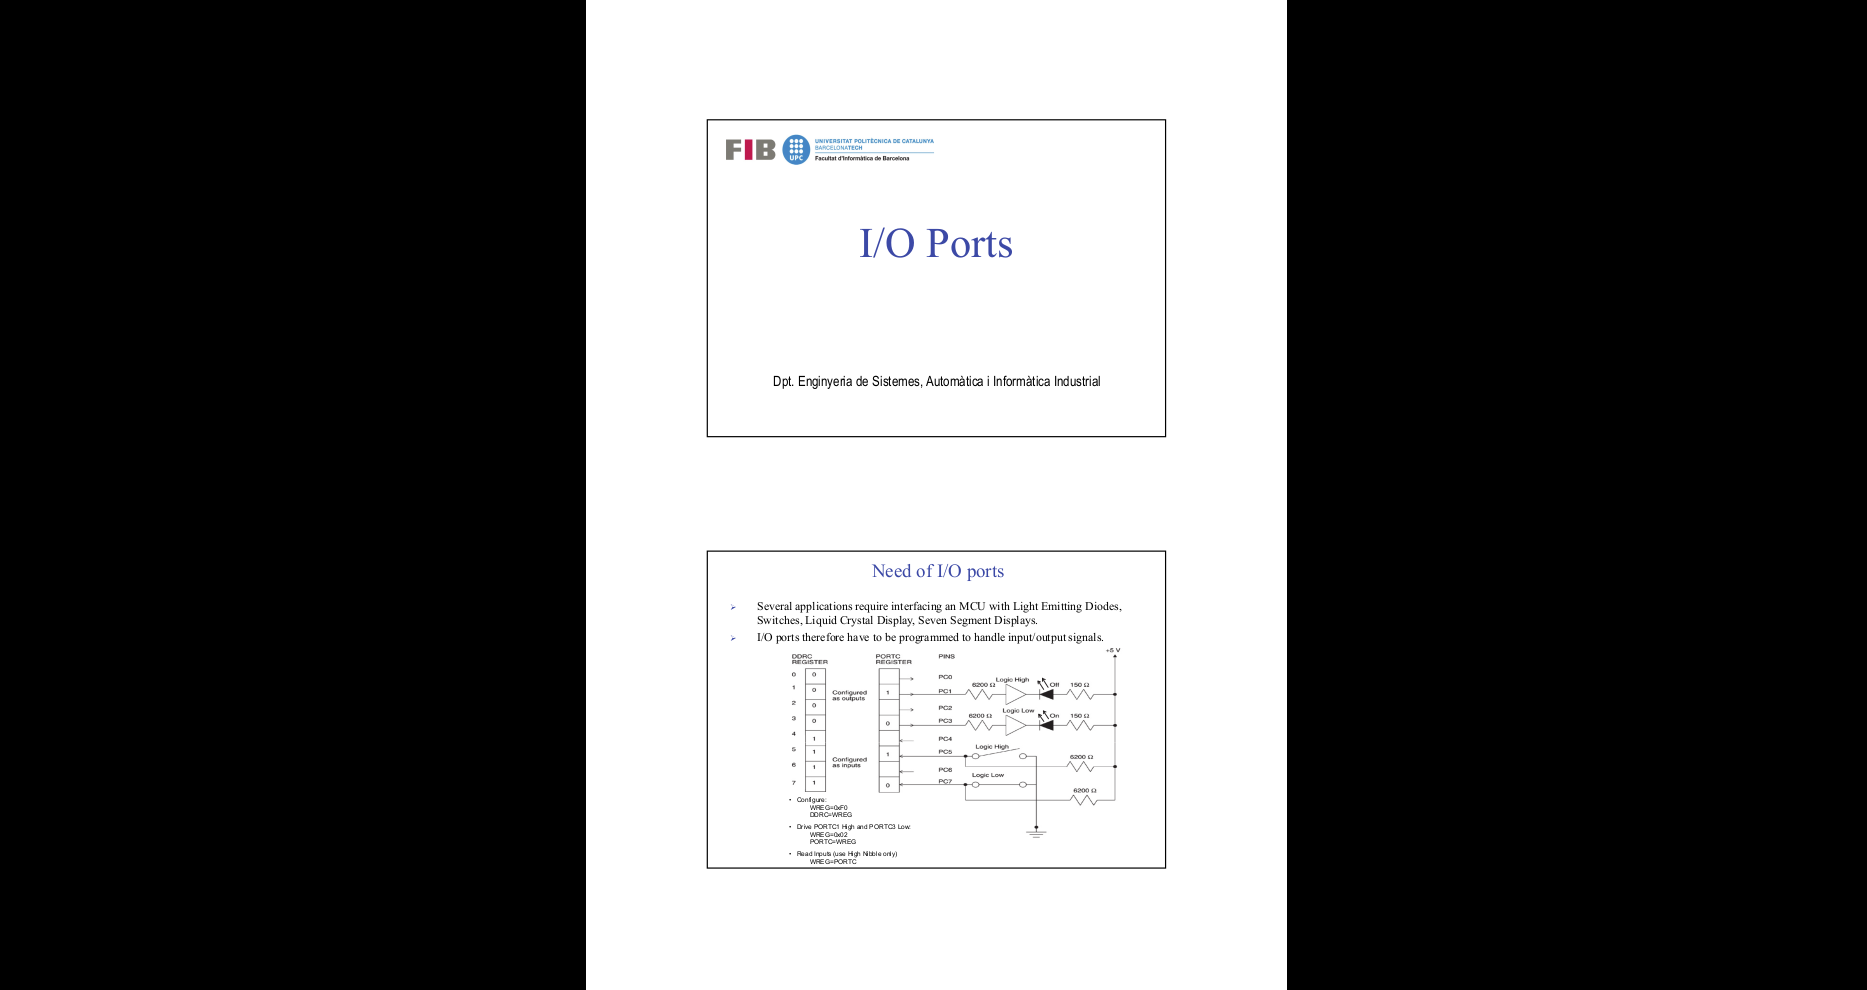 FIB
UPC
UNIVERSITAT POLITÈCNICA DE CATALUNYA
BARCELONATECH
Facultat d'Informàtica de Barcelona
I/O Ports
Dpt. Enginyeria de Sistemes, Automàtica i Informàtica Industrial
Need of I/O ports
Several applications require interfacing an MCU with Light Emitting Diodes,
Switches, Liquid Crystal Display, Seven Segment Displays.
I/O ports therefore have to be programmed to handle input/output signals.
+5 V
DDRC
REGISTER
PORTC
REGISTER
PINS
0 0
PC0
Logic High
6200 Ω
Off
150 Ω
1 0
Configured
as outputs
1
PC1
2 0
PC2
Logic Low
6200 Ω
On
150 Ω
3 0
0
PC3
4 1
PC4
Logic High
5 1
1
PC5
6200 Ω
Configured
as inputs
6 1
PC6
Logic Low
7 1
0
PC7
6200 Ω
• Configure:
WREG=0xF0
DDRC=WREG
• Drive PORTC1 High and PORTC3 Low:
WREG=0x02
PORTC=WREG
• Read Inputs (use High Nibble only)
WREG=PORTC